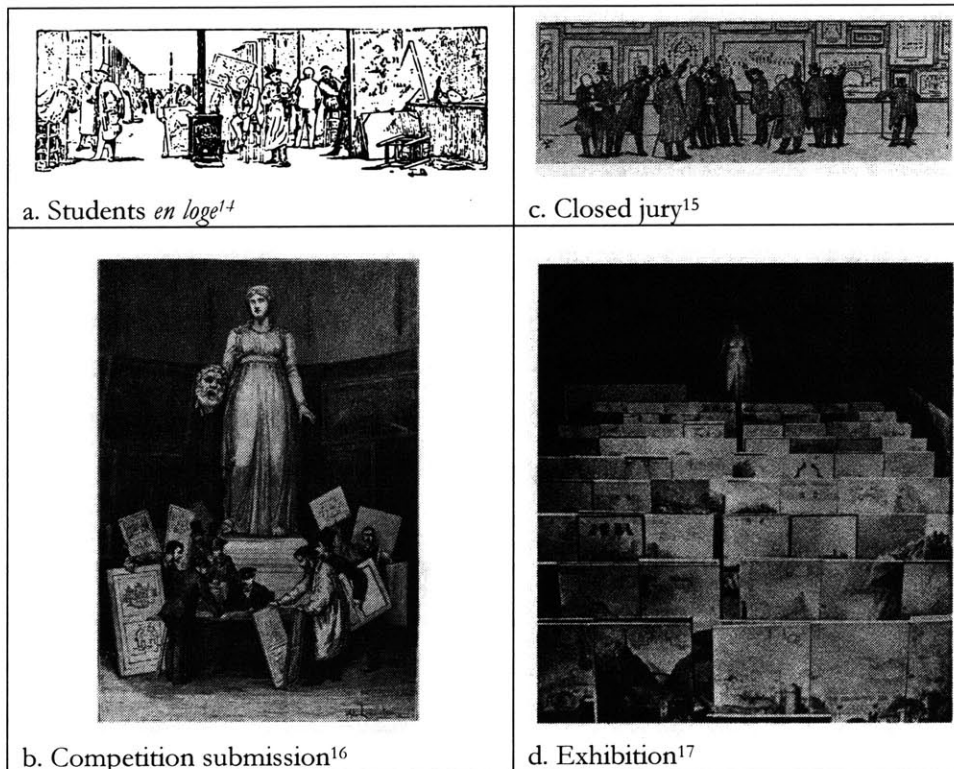 a. Students en loge¹⁴
c. Closed jury¹⁵
b. Competition submission¹⁶
d. Exhibition¹⁷